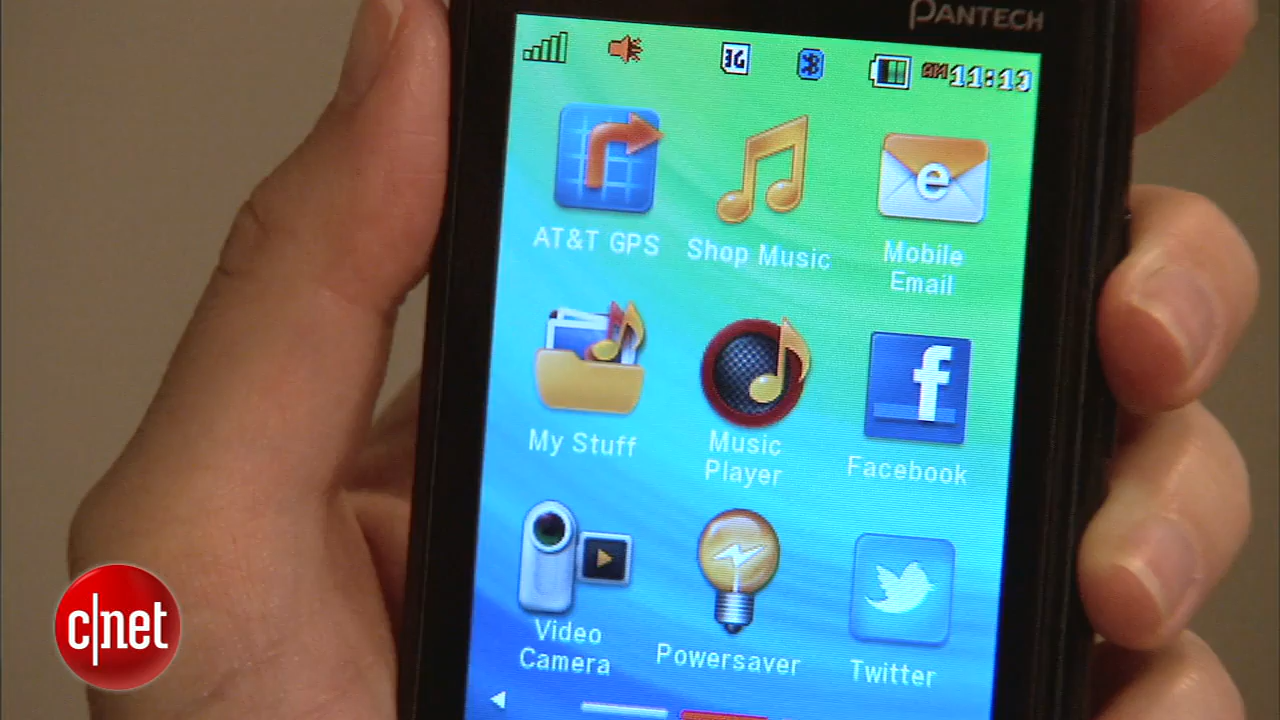 PANTECH
3G
AM 11:13
AT&T GPS
Shop Music
Mobile
Email
My Stuff
Music
Player
Facebook
Video
Camera
Powersaver
Twitter
c|net